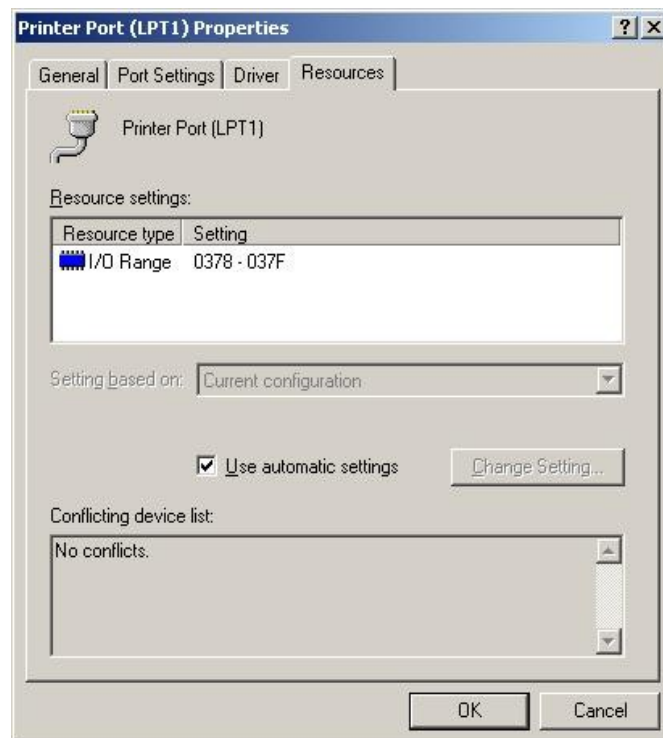 Printer Port (LPT1) Properties
General Port Settings Driver Resources
Printer Port (LPT1)
Resource settings:
Resource type Setting
I/O Range 0378 - 037F
Setting based on: Current configuration
Use automatic settings Change Setting...
Conflicting device list:
No conflicts.
OK Cancel